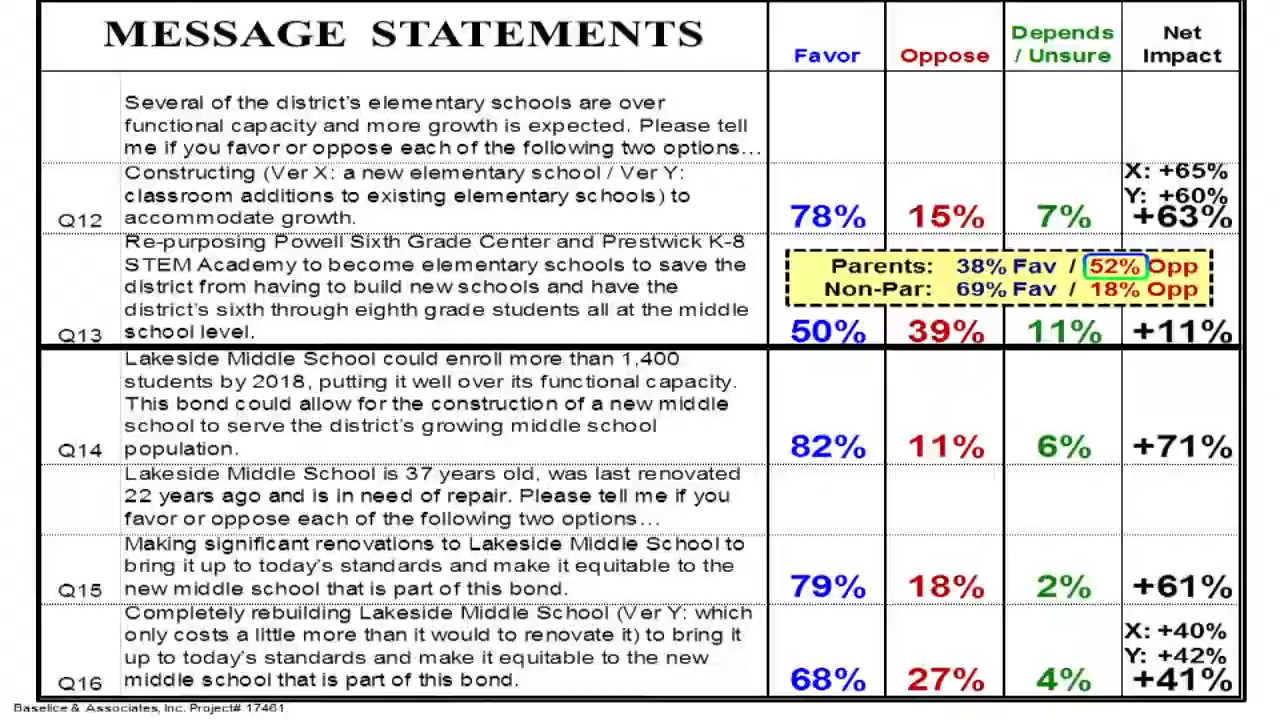 MESSAGE STATEMENTS
Favor
Oppose
Depends
/ Unsure
Net
Impact
Several of the district's elementary schools are over
functional capacity and more growth is expected. Please tell
me if you favor or oppose each of the following two options...
Q12
Constructing (Ver X: a new elementary school / Ver Y:
classroom additions to existing elementary schools) to
accommodate growth.
78%
15%
7%
X: +65%
Y: +60%
+63%
Q13
Re-purposing Powell Sixth Grade Center and Prestwick K-8
STEM Academy to become elementary schools to save the
district from having to build new schools and have the
district's sixth through eighth grade students all at the middle
school level.
Parents: 38% Fav / 52% Opp
Non-Par: 69% Fav / 18% Opp
50%
39%
11%
+11%
Q14
Lakeside Middle School could enroll more than 1,400
students by 2018, putting it well over its functional capacity.
This bond could allow for the construction of a new middle
school to serve the district's growing middle school
population.
82%
11%
6%
+71%
Lakeside Middle School is 37 years old, was last renovated
22 years ago and is in need of repair. Please tell me if you
favor or oppose each of the following two options...
Q15
Making significant renovations to Lakeside Middle School to
bring it up to today's standards and make it equitable to the
new middle school that is part of this bond.
79%
18%
2%
+61%
Q16
Completely rebuilding Lakeside Middle School (Ver Y: which
only costs a little more than it would to renovate it) to bring it
up to today's standards and make it equitable to the new
middle school that is part of this bond.
68%
27%
4%
X: +40%
Y: +42%
+41%
Baselice & Associates, Inc. Project# 17461